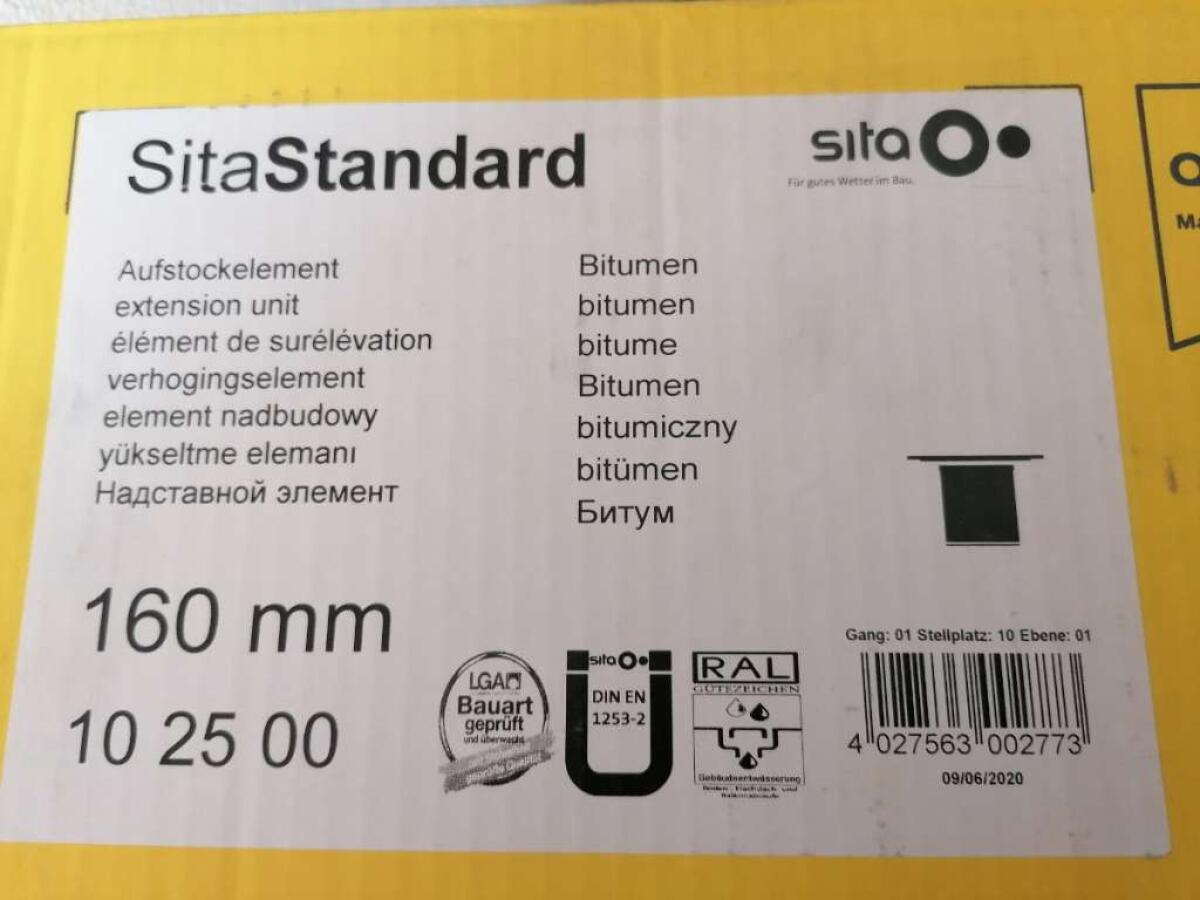 SitaStandard
sita
Für gutes Wetter im Bau.
Aufstockelement
extension unit
élément de surélévation
verhogingselement
element nadbudowy
yükseltme elemanı
Надставной элемент
Bitumen
bitumen
bitume
Bitumen
bitumiczny
bitümen
Битум
160 mm
10 25 00
LGA
Bauart
geprüft
und überwacht
geprüfte Qualität
sita
DIN EN
1253-2
RAL
GÜTEZEICHEN
Gebäudeentwässerung
Gang: 01 Stellplatz: 10 Ebene: 01
4 027563 002773
09/06/2020